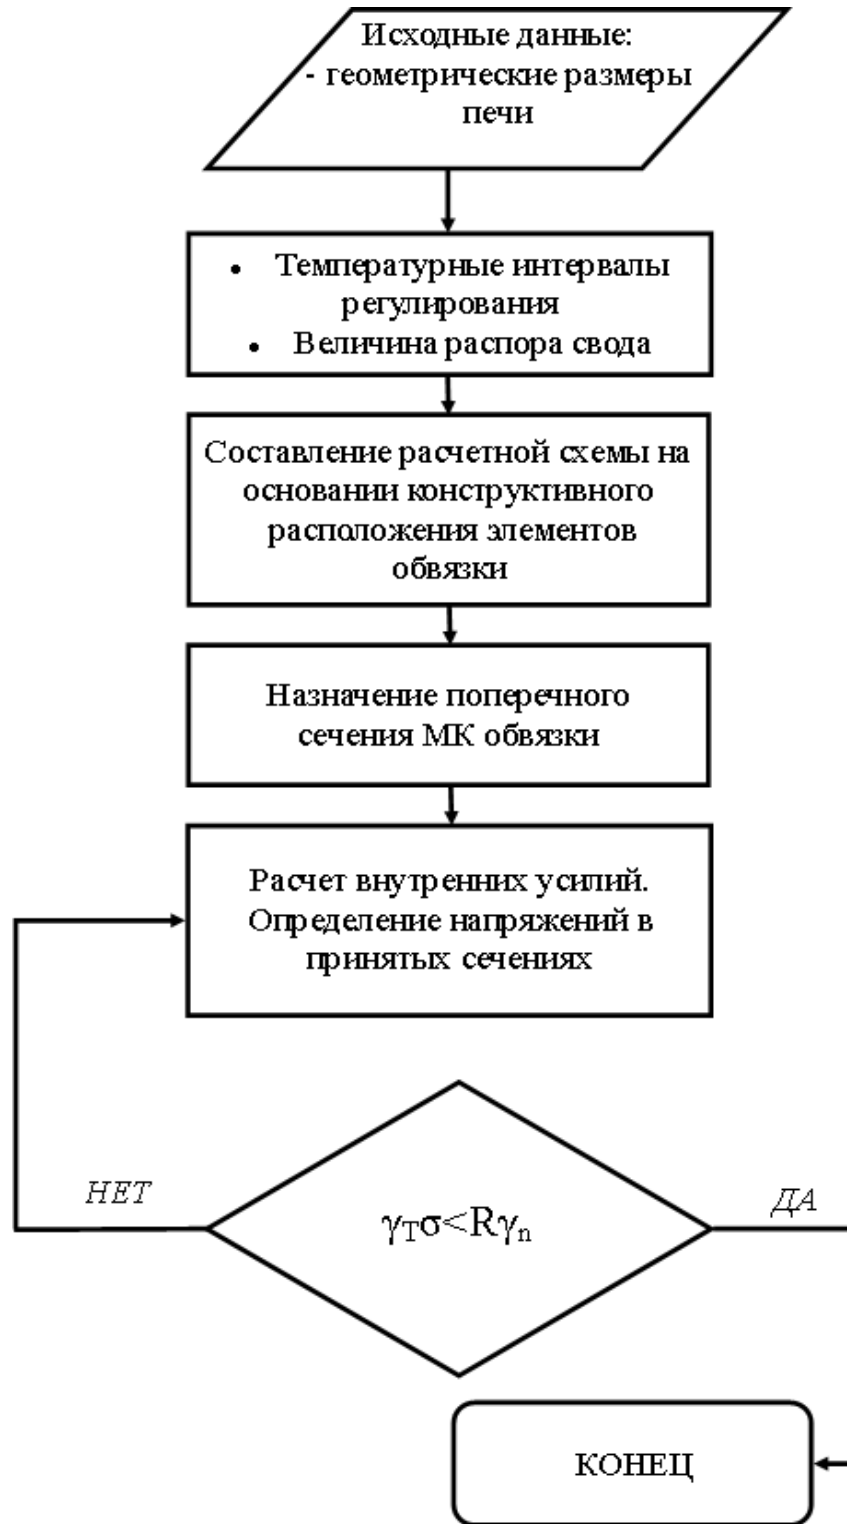 Исходные данные:
- геометрические размеры
печи
• Температурные интервалы
регулирования
• Величина распора свода
Составление расчетной схемы на
основании конструктивного
расположения элементов
обвязки
Назначение поперечного
сечения МК обвязки
Расчет внутренних усилий.
Определение напряжений в
принятых сечениях
НЕТ
γTσ<Rγn
ДА
КОНЕЦ